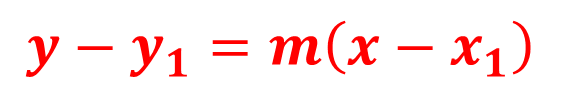 y − y₁ = m(x − x₁)